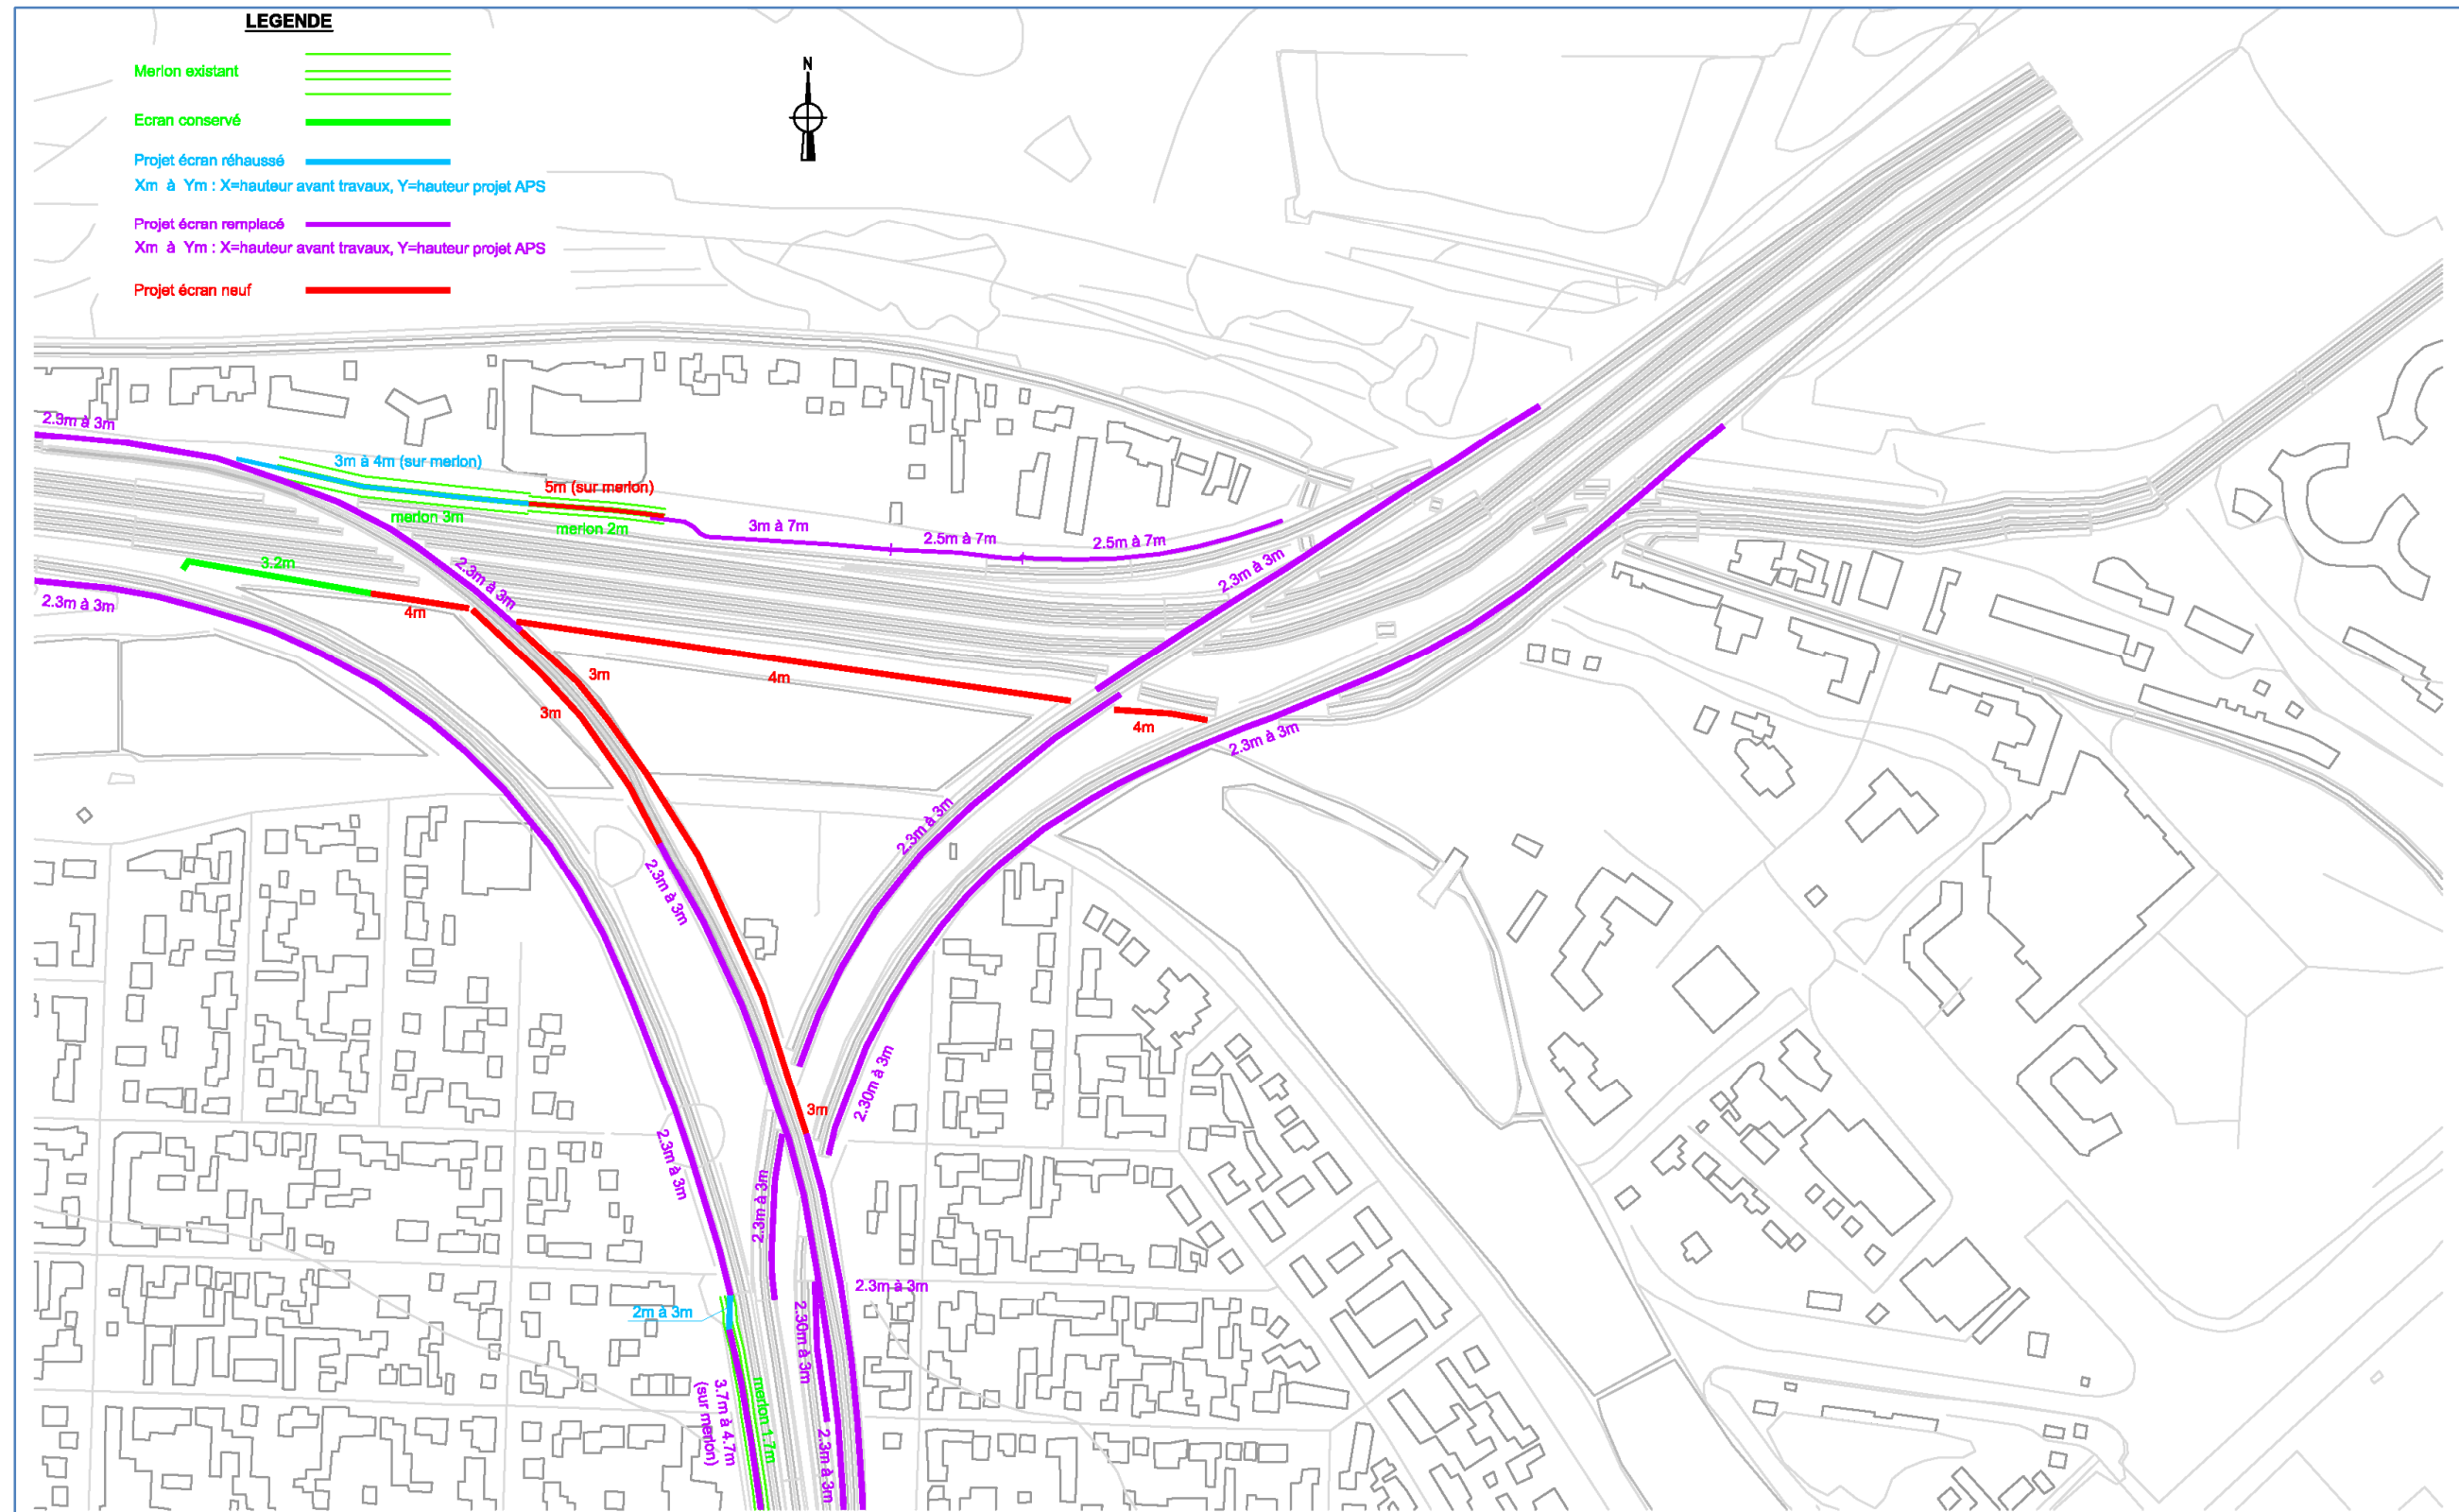 LEGENDE
N
Merlon existant
Ecran conservé
Projet écran réhaussé
Xm à Ym : X=hauteur avant travaux, Y=hauteur projet APS
Projet écran remplacé
Xm à Ym : X=hauteur avant travaux, Y=hauteur projet APS
Projet écran neuf
2.3m à 3m
3m à 4m (sur merlon)
5m (sur merlon)
merlon 3m
merlon 2m
3m à 7m
2.5m à 7m
2.5m à 7m
3.2m
2.3m à 3m
2.3m à 3m
2.3m à 3m
4m
3m
4m
3m
4m
2.3m à 3m
2.3m à 3m
2.3m à 3m
2.30m à 3m
3m
2.3m à 3m
2.3m à 3m
2.3m à 3m
2m à 3m
2.30m à 3m
3.7m à 4.7m
(sur merlon)
merlon 1.7m
2.3m à 3m